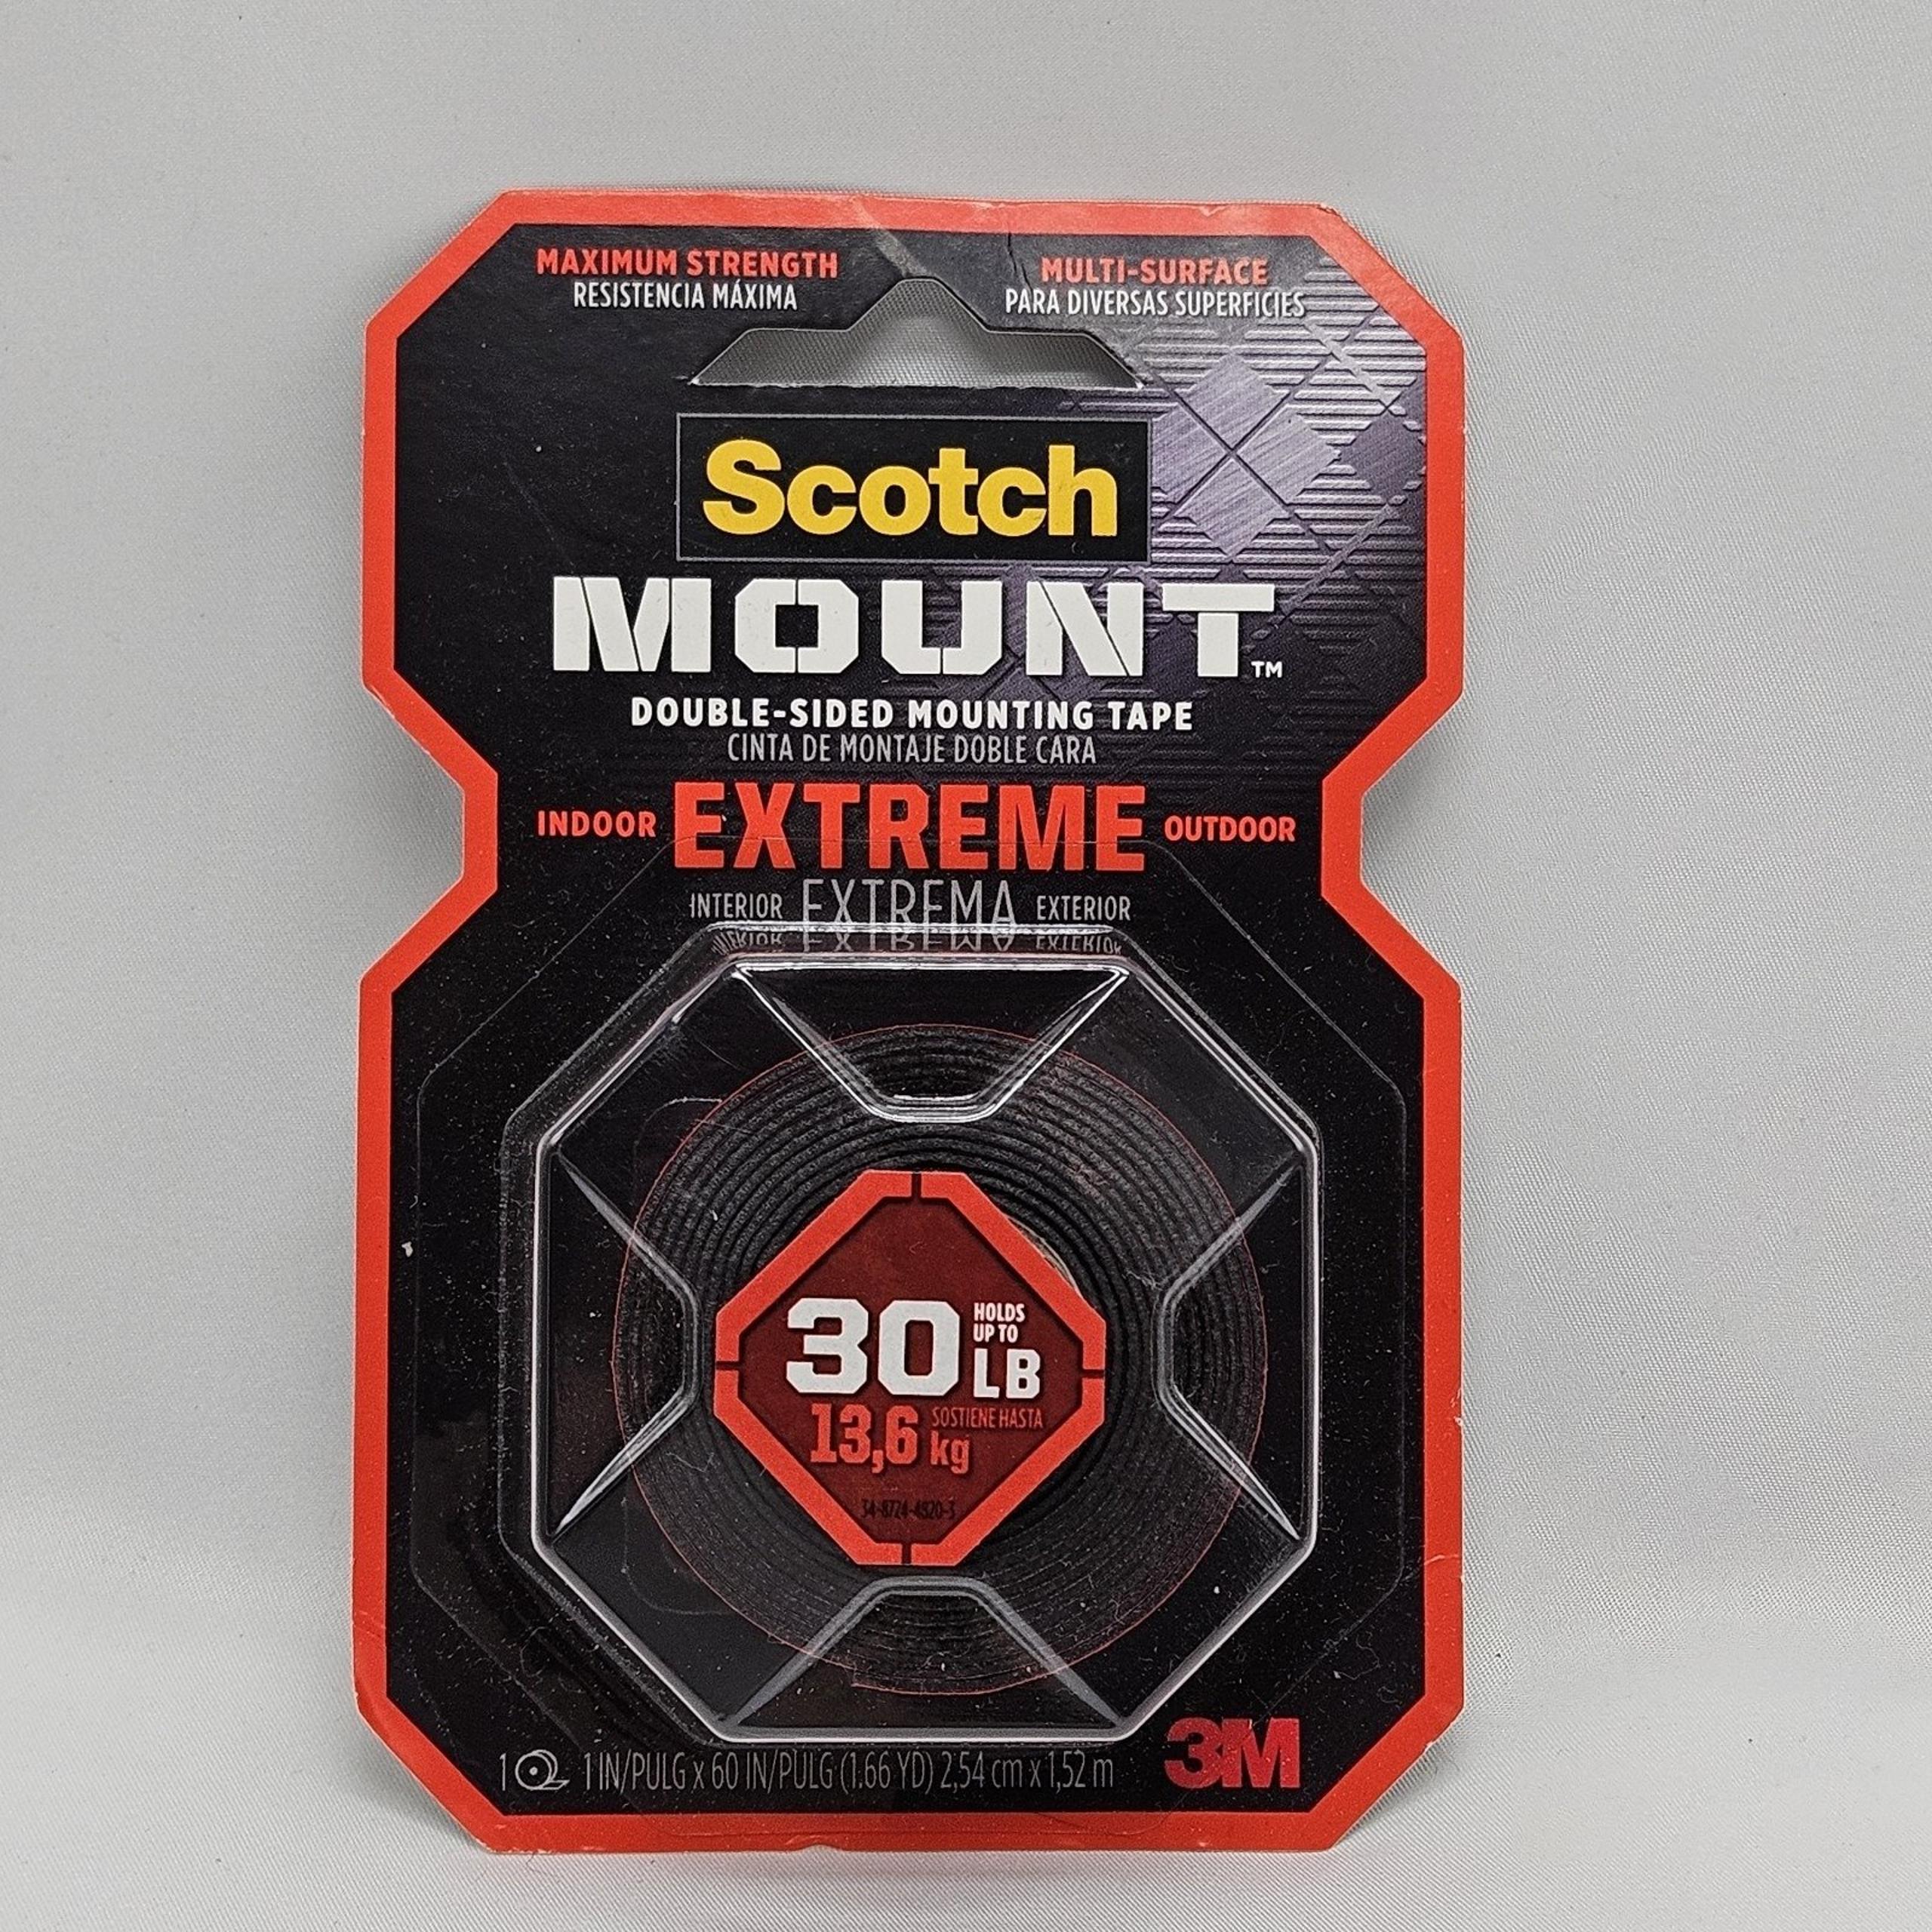 MAXIMUM STRENGTH
RESISTENCIA MÁXIMA
MULTI-SURFACE
PARA DIVERSAS SUPERFICIES
Scotch
MOUNT™
DOUBLE-SIDED MOUNTING TAPE
CINTA DE MONTAJE DOBLE CARA
INDOOR EXTREME OUTDOOR
INTERIOR EXTREMA EXTERIOR
30 HOLDS UP TO LB
13,6 SOSTIENE HASTA kg
34-8724-4920-3
1 1 IN/PULG x 60 IN/PULG (1.66 YD) 2,54 cm x 1,52 m
3M